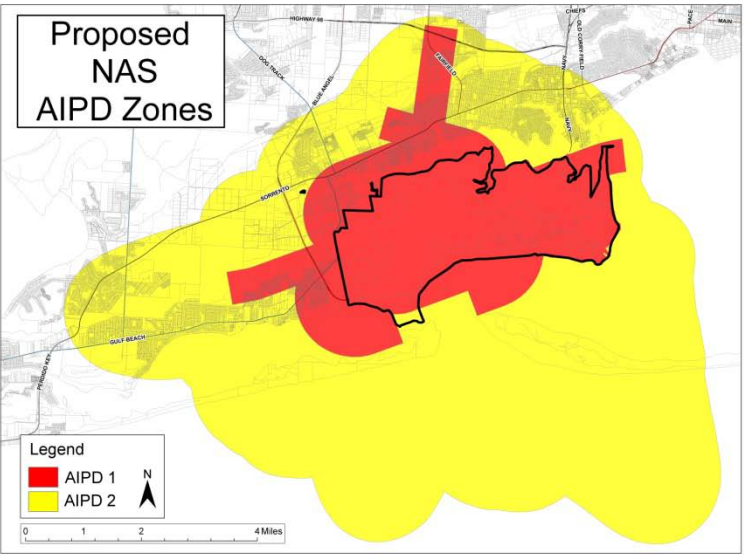 Proposed
NAS
AIPD Zones
HIGHWAY 98
CHIEFS
PACE
MAIN
OLD CORRY FIELD
NAVY
DOG TRACK
BLUE ANGEL
FAIRFIELD
NAVY
SORRENTO
GULF BEACH
PERDIDO KEY
Legend
AIPD 1
AIPD 2
N
0 1 2 4 Miles